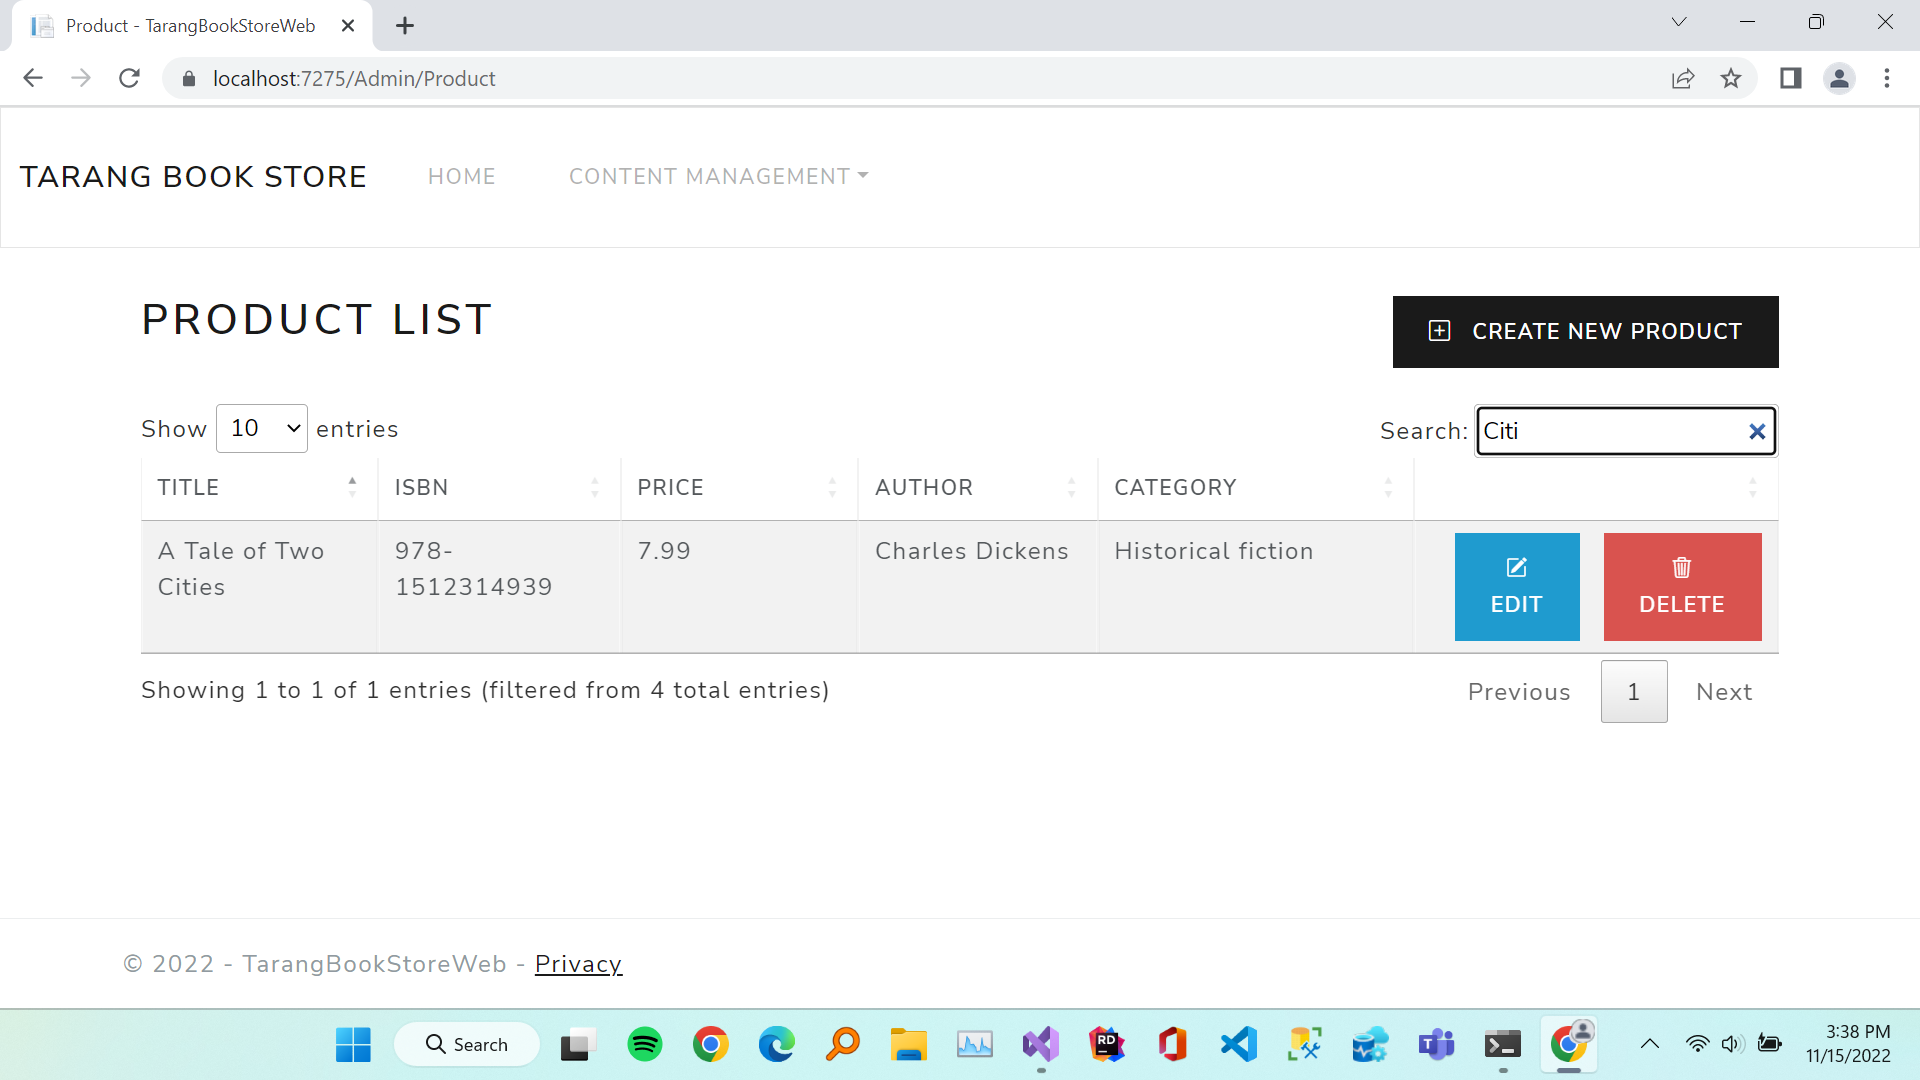 Product - TarangBookStoreWeb
localhost:7275/Admin/Product
TARANG BOOK STORE HOME CONTENT MANAGEMENT
PRODUCT LIST
CREATE NEW PRODUCT
Show 10 entries
Search: Citi
TITLE ISBN PRICE AUTHOR CATEGORY
A Tale of Two Cities 978-1512314939 7.99 Charles Dickens Historical fiction EDIT DELETE
Showing 1 to 1 of 1 entries (filtered from 4 total entries)
Previous 1 Next
© 2022 - TarangBookStoreWeb - Privacy
Search
RD
T
3:38 PM
11/15/2022